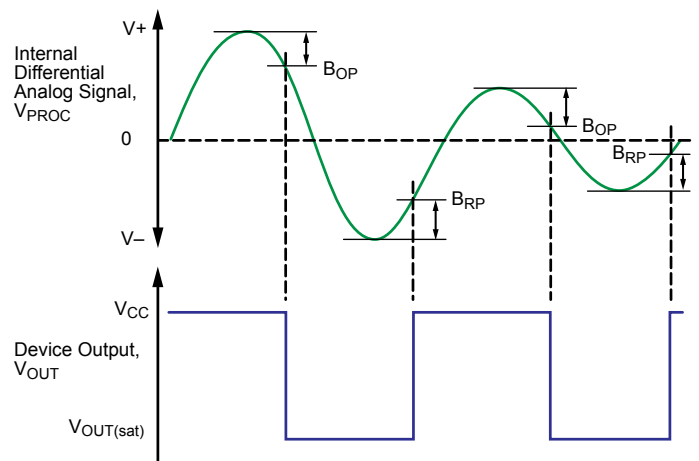 V+
Internal
Differential
Analog Signal,
VPROC
0
V–
BOP
BRP
BOP
BRP
VCC
Device Output,
VOUT
VOUT(sat)